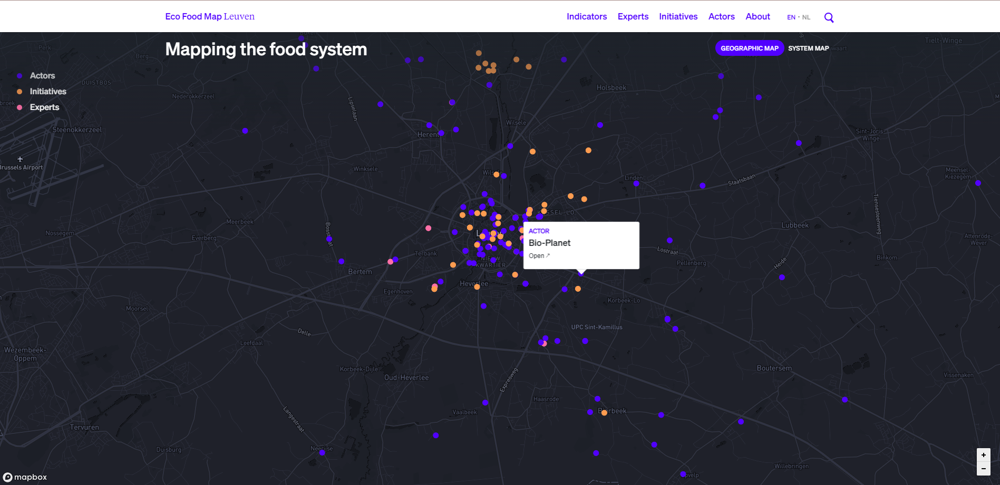 Eco Food Map Leuven
Indicators
Experts
Initiatives
Actors
About
EN · NL
Mapping the food system
GEOGRAPHIC MAP
SYSTEM MAP
Actors
Initiatives
Experts
Perk
Berg
Buken
Tielt-Winge
DUISTBOS
Nederokkerzeel
Lipselaan
Holsbeek
Steenokkerzeel
Herent
Wilsele
Sint-Joris-
Winge
Brussels Airport
Winksele
Linden
Staatsbaan
Meensel-
Kiezegem
Tiensesteenweg
Meerbeek
KESSEL-LO
Nossegem
Everberg
Lubbeek
Attenrode-
Wever
ACTOR
Bio-Planet
Open ↗
Terbank
Lostraat
Pellenberg
Heide
Binkom
NIEUW
KWARTIER
Bertem
Egenhoven
Heverlee
Korbeek-Lo
Moorsel
Delle
UPC Sint-Kamillus
Leefdaal
Wezembeek-
Oppem
Korbeek-Dijle
Oud-Heverlee
Expresweg
Boutersem
Vissenaken
Haasrode
Vaalbeek
Bierbeek
Langestraat
Tervuren
Duisburg
Neerijse
Willebringen
mapbox
+
−